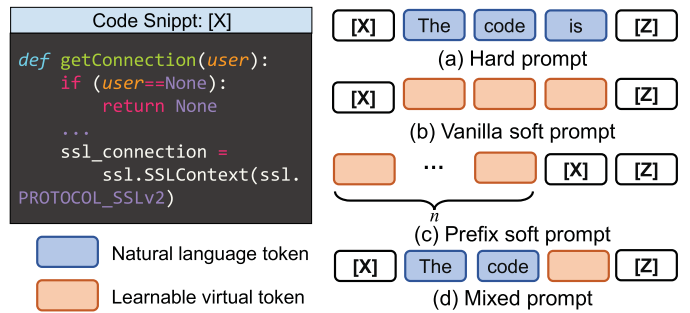 Code Snippt: [X]
def getConnection(user):
if (user==None):
return None
...
ssl_connection =
ssl.SSLContext(ssl.
PROTOCOL_SSLv2)
Natural language token
Learnable virtual token
[X] The code is [Z]
(a) Hard prompt
[X] [Z]
(b) Vanilla soft prompt
... [X] [Z]
n
(c) Prefix soft prompt
[X] The code [Z]
(d) Mixed prompt